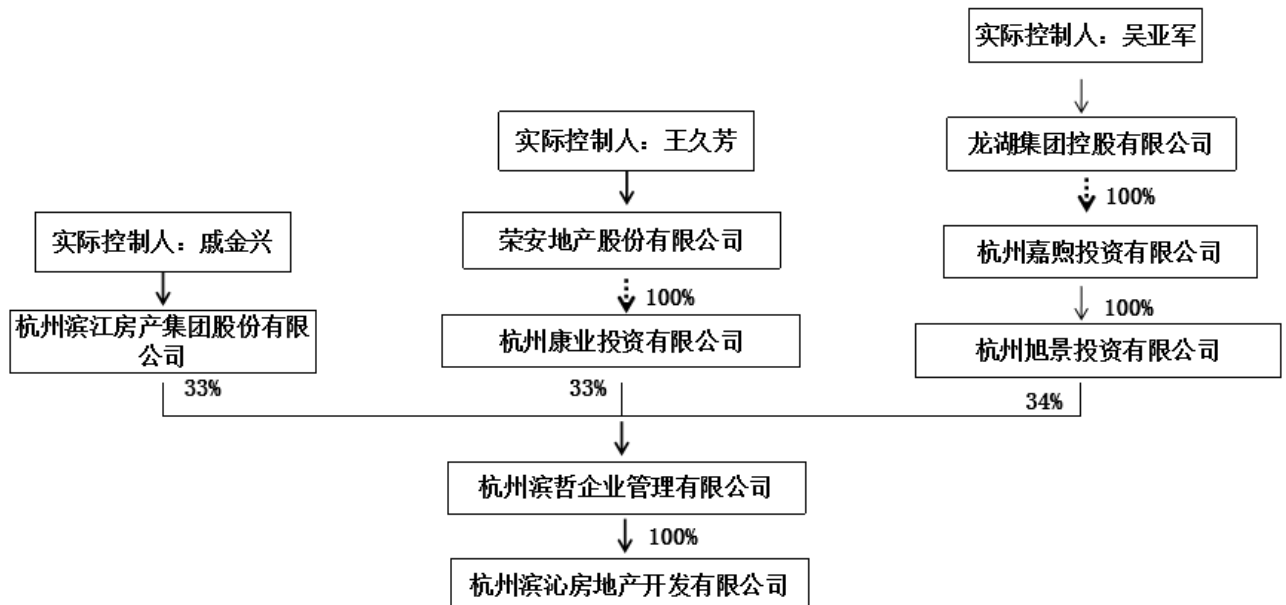 实际控制人：吴亚军
龙湖集团控股有限公司
100%
杭州嘉煦投资有限公司
100%
杭州旭景投资有限公司
34%
实际控制人：王久芳
荣安地产股份有限公司
100%
杭州康业投资有限公司
33%
实际控制人：戚金兴
杭州滨江房产集团股份有限
公司
33%
杭州滨哲企业管理有限公司
100%
杭州滨沁房地产开发有限公司